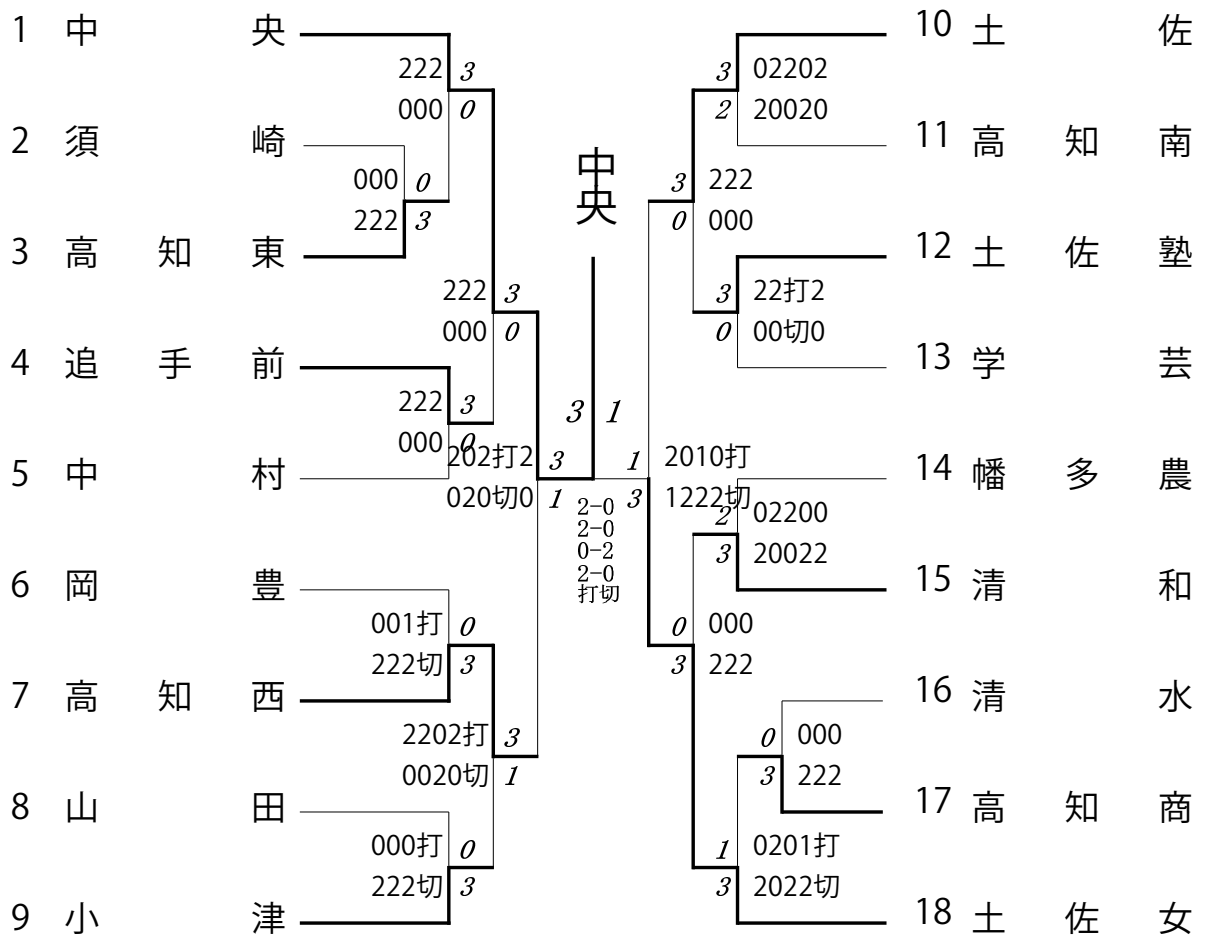 1 中央
222 3
000 0
2 須崎
000 0
222 3
3 高知東
222 3
000 0
4 追手前
222 3
000 0
5 中村
202打2 3
020切0 1
6 岡豊
001打 0
222切 3
7 高知西
2202打 3
0020切 1
8 山田
000打 0
222切 3
9 小津
中央
3 1
2-0
2-0
0-2
2-0
打切
10 土佐
3 02202
2 20020
11 高知南
3 222
0 000
12 土佐塾
3 22打2
0 00切0
13 学芸
1 2010打
3 1222切
14 幡多農
2 02200
3 20022
15 清和
0 000
3 222
16 清水
0 000
3 222
17 高知商
1 0201打
3 2022切
18 土佐女